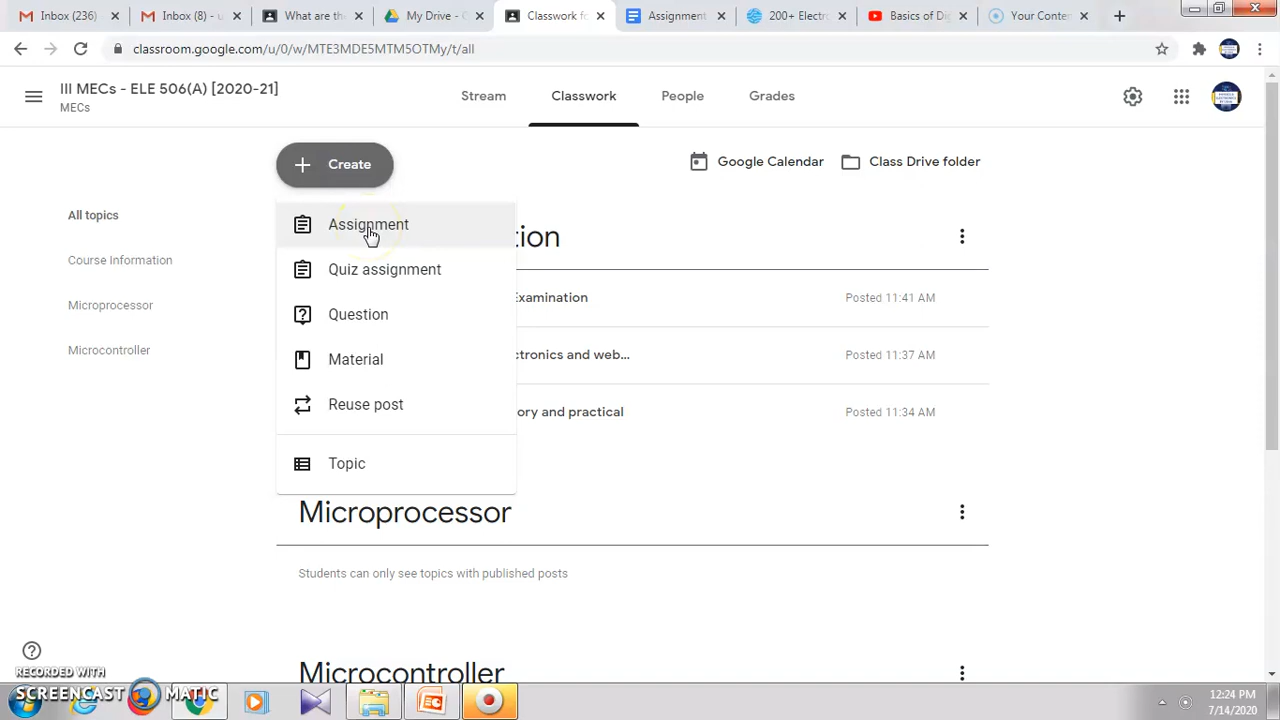 Inbox (236) -
Inbox (8) - u
What are th
My Drive - G
Classwork fo
Assignment
200+ Electr
Basics of D
Your Conte
classroom.google.com/u/0/w/MTE3MDE5MTM5OTMy/t/all
III MECs - ELE 506(A) [2020-21]
MECs
Stream
Classwork
People
Grades
Create
Google Calendar
Class Drive folder
All topics
Course Information
Microprocessor
Microcontroller
Assignment
Quiz assignment
Question
Material
Reuse post
Topic
tion
Examination
Posted 11:41 AM
ctronics and web...
Posted 11:37 AM
ory and practical
Posted 11:34 AM
Microprocessor
Students can only see topics with published posts
Microcontroller
RECORDED WITH
SCREENCAST MATIC
12:24 PM
7/14/2020